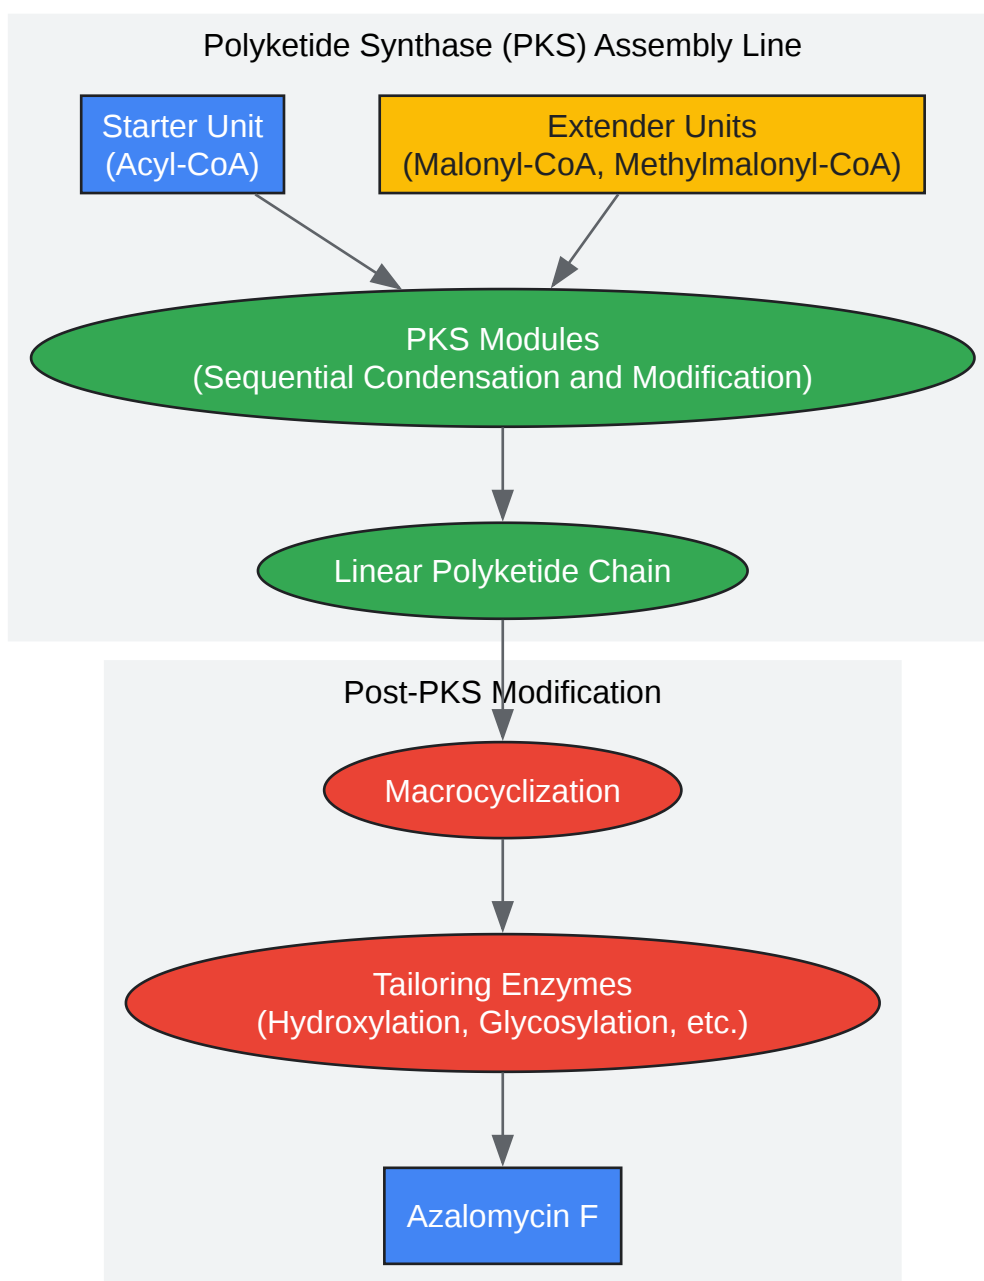 Polyketide Synthase (PKS) Assembly Line
Starter Unit
(Acyl-CoA)
Extender Units
(Malonyl-CoA, Methylmalonyl-CoA)
PKS Modules
(Sequential Condensation and Modification)
Linear Polyketide Chain
Post-PKS Modification
Macrocyclization
Tailoring Enzymes
(Hydroxylation, Glycosylation, etc.)
Azalomycin F